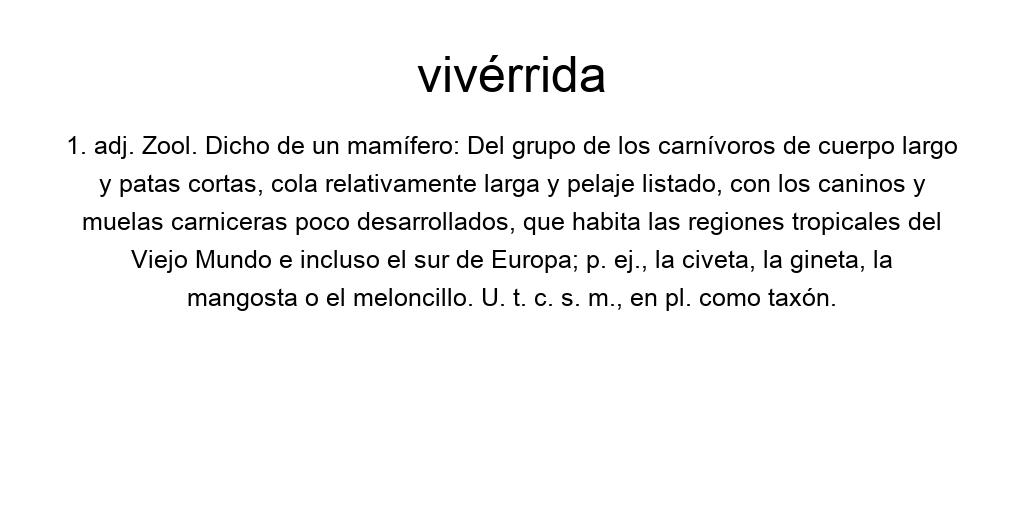 vivérrida
1. adj. Zool. Dicho de un mamífero: Del grupo de los carnívoros de cuerpo largo
y patas cortas, cola relativamente larga y pelaje listado, con los caninos y
muelas carniceras poco desarrollados, que habita las regiones tropicales del
Viejo Mundo e incluso el sur de Europa; p. ej., la civeta, la gineta, la
mangosta o el meloncillo. U. t. c. s. m., en pl. como taxón.